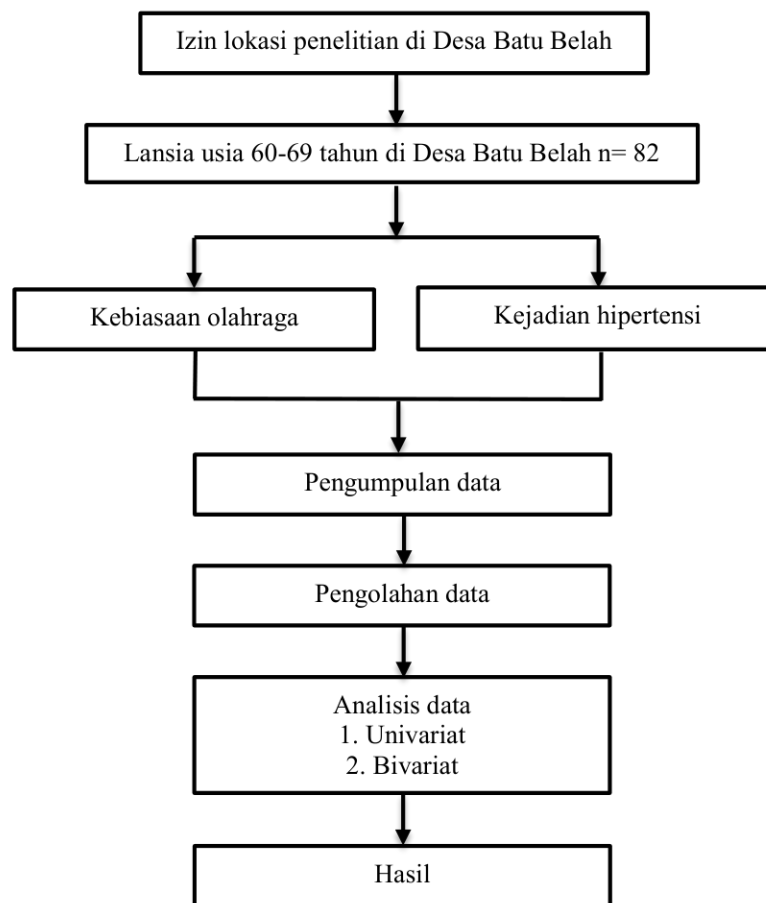 Izin lokasi penelitian di Desa Batu Belah
Lansia usia 60-69 tahun di Desa Batu Belah n= 82
Kebiasaan olahraga
Kejadian hipertensi
Pengumpulan data
Pengolahan data
Analisis data
1. Univariat
2. Bivariat
Hasil